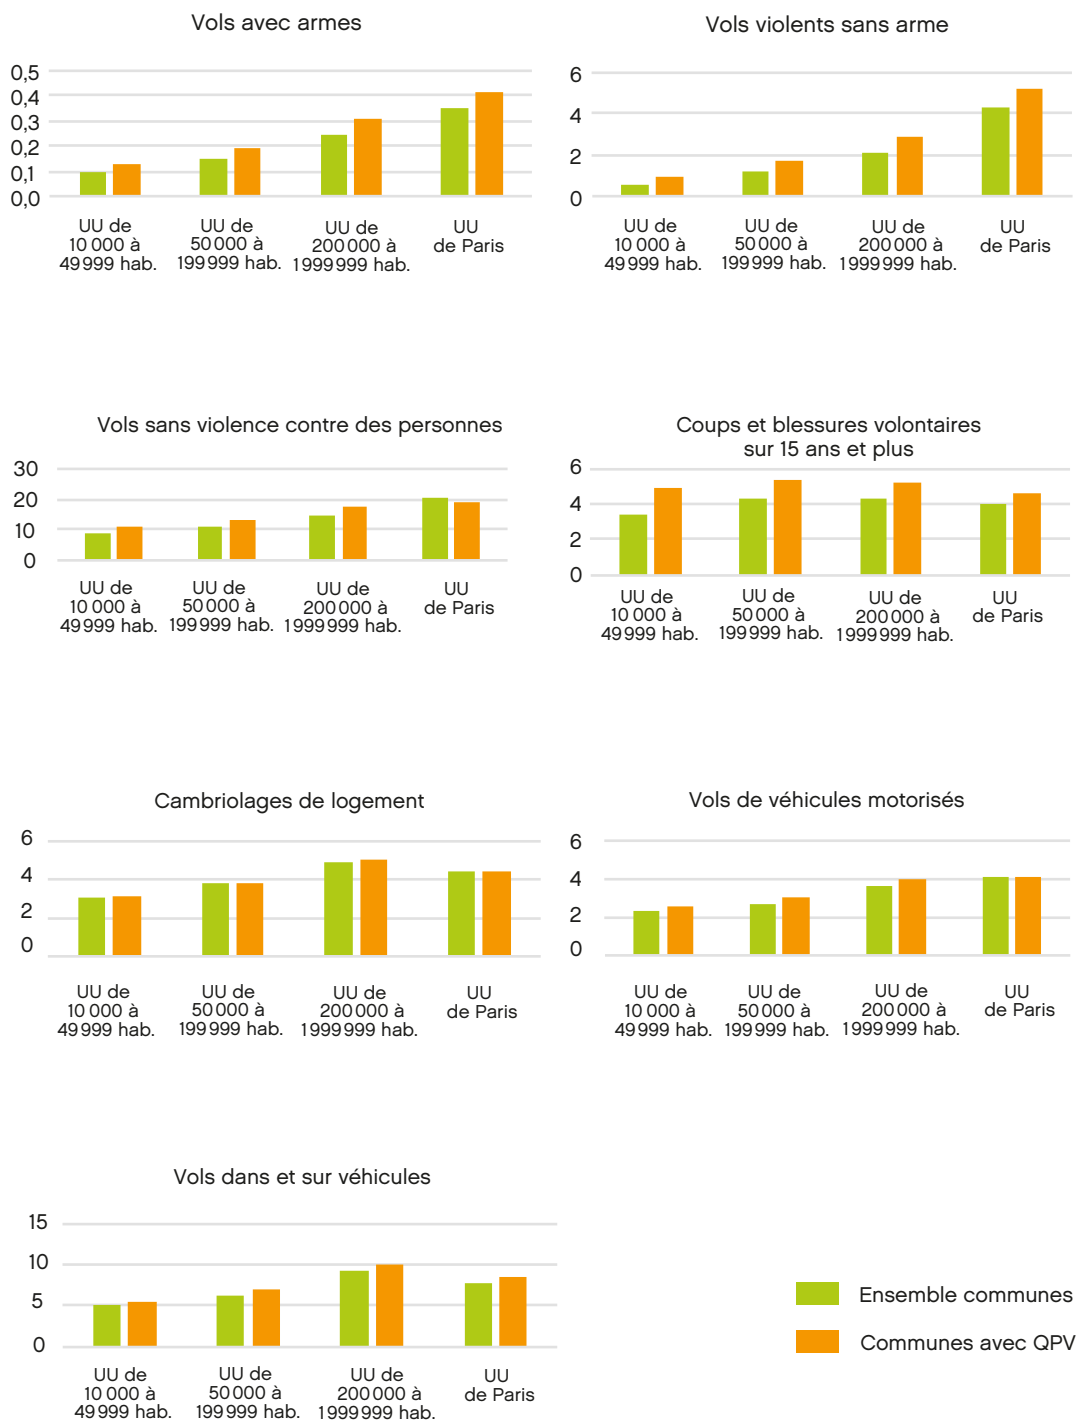 Vols avec armes
0,5
0,4
0,3
0,2
0,1
0,0
UU de
10 000 à
49 999 hab.
UU de
50 000 à
199 999 hab.
UU de
200 000 à
1 999 999 hab.
UU
de Paris
Vols violents sans arme
6
4
2
0
UU de
10 000 à
49 999 hab.
UU de
50 000 à
199 999 hab.
UU de
200 000 à
1 999 999 hab.
UU
de Paris
Vols sans violence contre des personnes
30
20
10
0
UU de
10 000 à
49 999 hab.
UU de
50 000 à
199 999 hab.
UU de
200 000 à
1 999 999 hab.
UU
de Paris
Coups et blessures volontaires
sur 15 ans et plus
6
4
2
0
UU de
10 000 à
49 999 hab.
UU de
50 000 à
199 999 hab.
UU de
200 000 à
1 999 999 hab.
UU
de Paris
Cambriolages de logement
6
4
2
0
UU de
10 000 à
49 999 hab.
UU de
50 000 à
199 999 hab.
UU de
200 000 à
1 999 999 hab.
UU
de Paris
Vols de véhicules motorisés
6
4
2
0
UU de
10 000 à
49 999 hab.
UU de
50 000 à
199 999 hab.
UU de
200 000 à
1 999 999 hab.
UU
de Paris
Vols dans et sur véhicules
15
10
5
0
UU de
10 000 à
49 999 hab.
UU de
50 000 à
199 999 hab.
UU de
200 000 à
1 999 999 hab.
UU
de Paris
Ensemble communes
Communes avec QPV